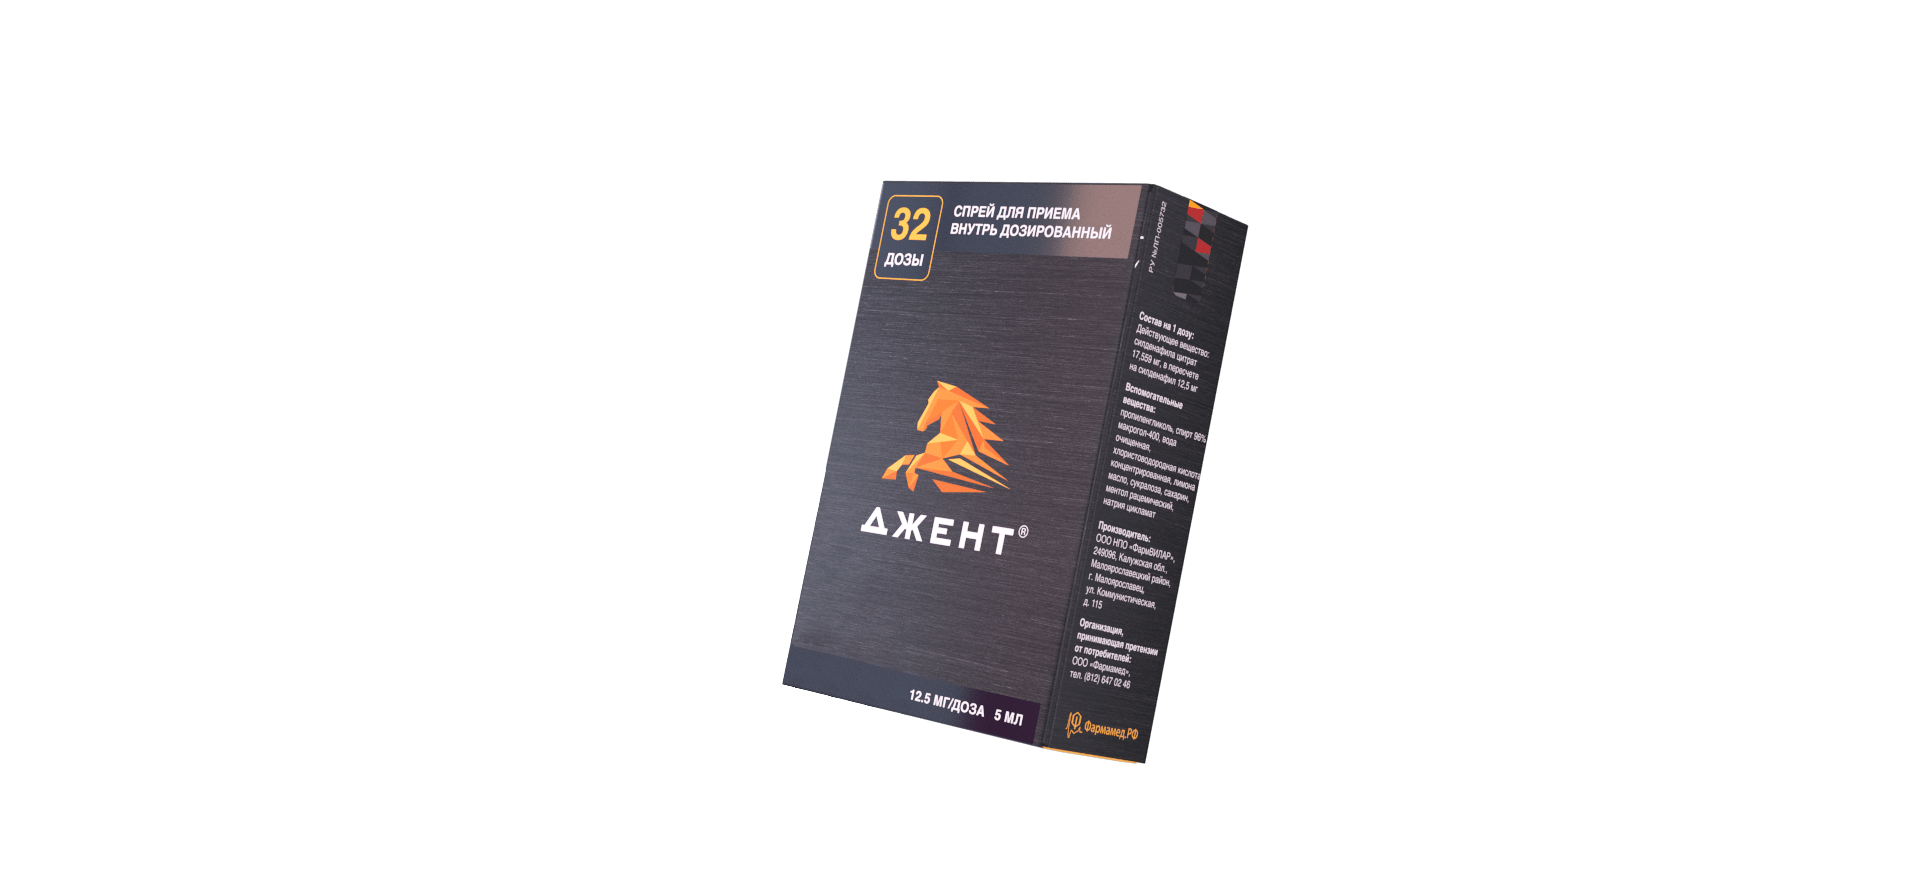 32
ДОЗЫ
СПРЕЙ ДЛЯ ПРИЕМА
ВНУТРЬ ДОЗИРОВАННЫЙ
ДЖЕНТ®
12.5 МГ/ДОЗА 5 МЛ
РУ №ЛП-005732
Состав на 1 дозу:
Действующее вещество:
силденафила цитрат
17,559 мг, в пересчете
на силденафил 12,5 мг
Вспомогательные
вещества:
пропиленгликоль, спирт 96%
макрогол-400, вода
очищенная,
хлористоводородная кислота
концентрированная, лимона
масло, сукралоза, сахарин,
ментол рацемический,
натрия цикламат
Производитель:
ООО НПО «ФармВИЛАР»,
249096, Калужская обл.,
Малоярославецкий район,
г. Малоярославец,
ул. Коммунистическая,
д. 115
Организация,
принимающая претензии
от потребителей:
ООО «Фармамед»,
тел. (812) 647 02 46
Фармамед.РФ